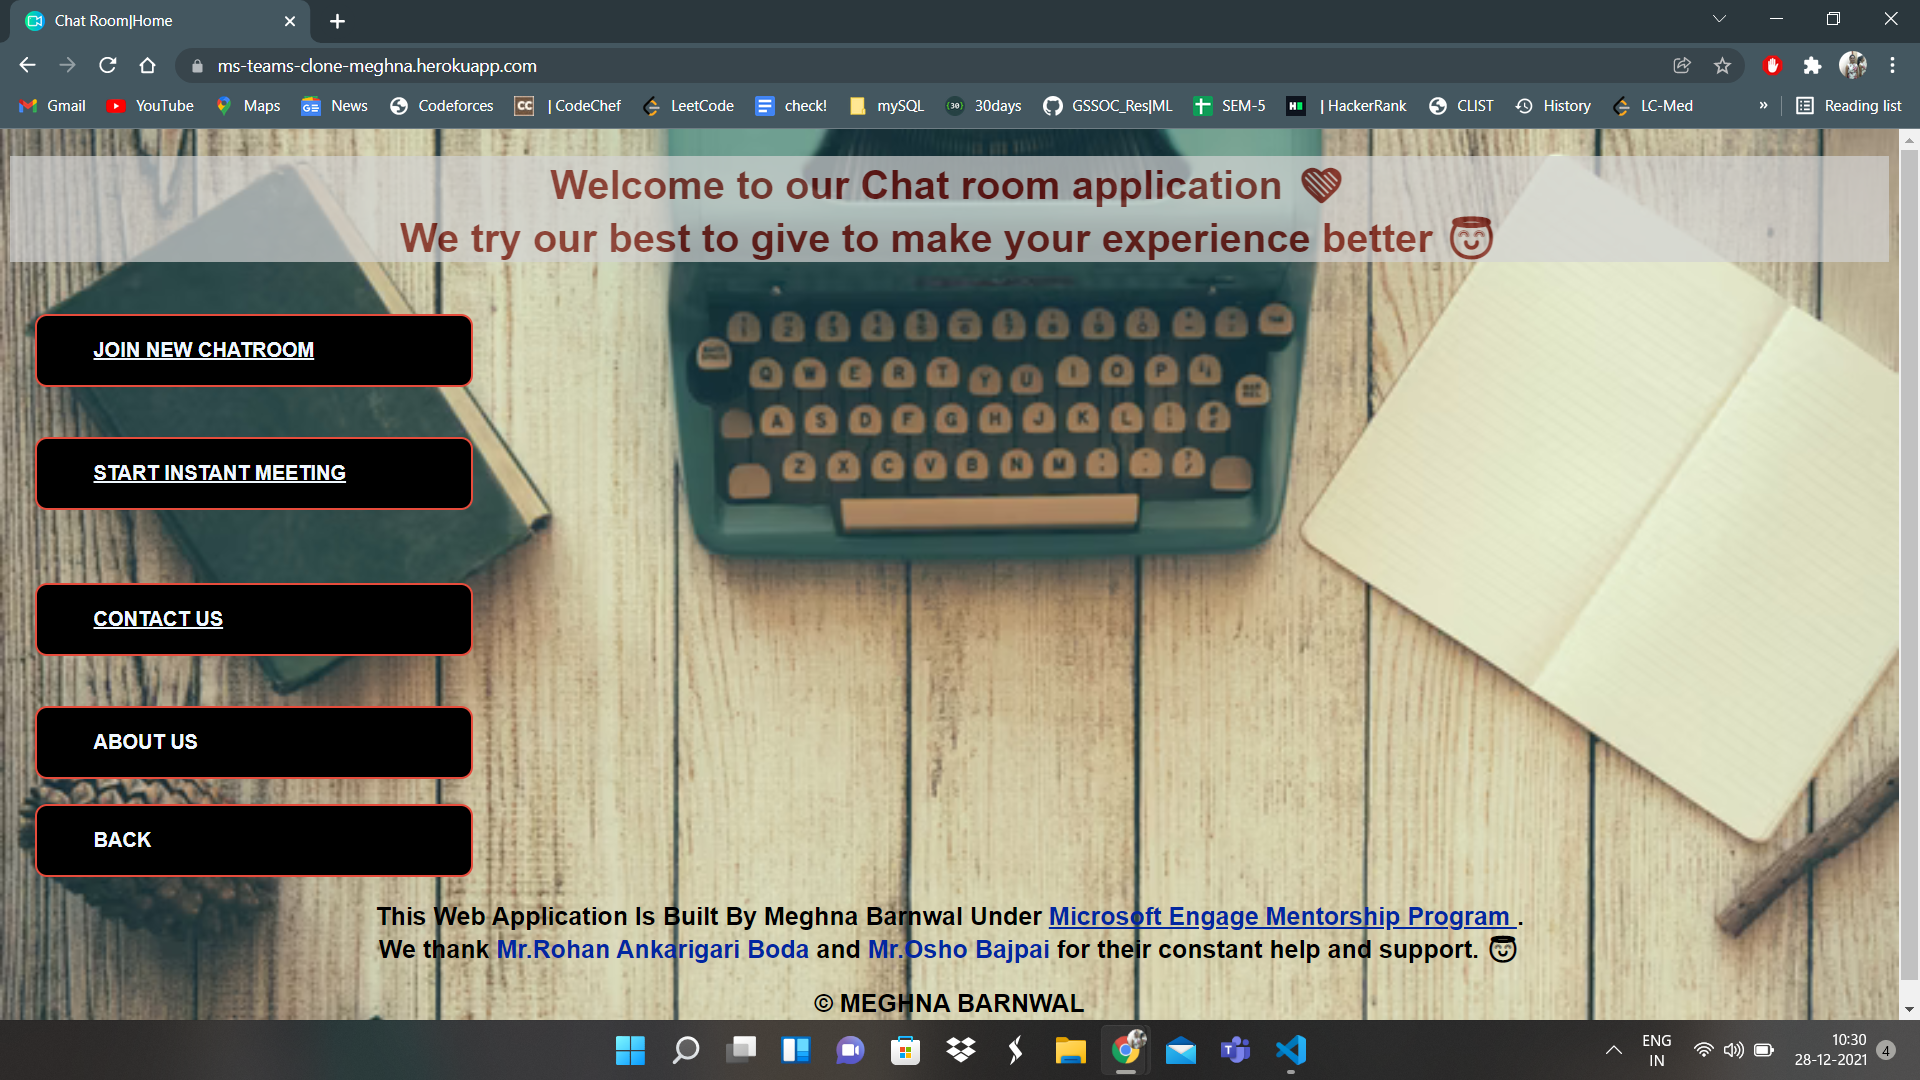 Chat Room|Home
ms-teams-clone-meghna.herokuapp.com
Gmail YouTube Maps News Codeforces | CodeChef LeetCode check! mySQL 30days GSSOC_Res|ML SEM-5 | HackerRank CLIST History LC-Med » Reading list
Welcome to our Chat room application
We try our best to give to make your experience better
JOIN NEW CHATROOM
START INSTANT MEETING
CONTACT US
ABOUT US
BACK
Q W E R T Y U I O P
A S D F G H J K L
Z X C V B N M
This Web Application Is Built By Meghna Barnwal Under Microsoft Engage Mentorship Program .
We thank Mr.Rohan Ankarigari Boda and Mr.Osho Bajpai for their constant help and support.
© MEGHNA BARNWAL
ENG
IN
10:30
28-12-2021
4